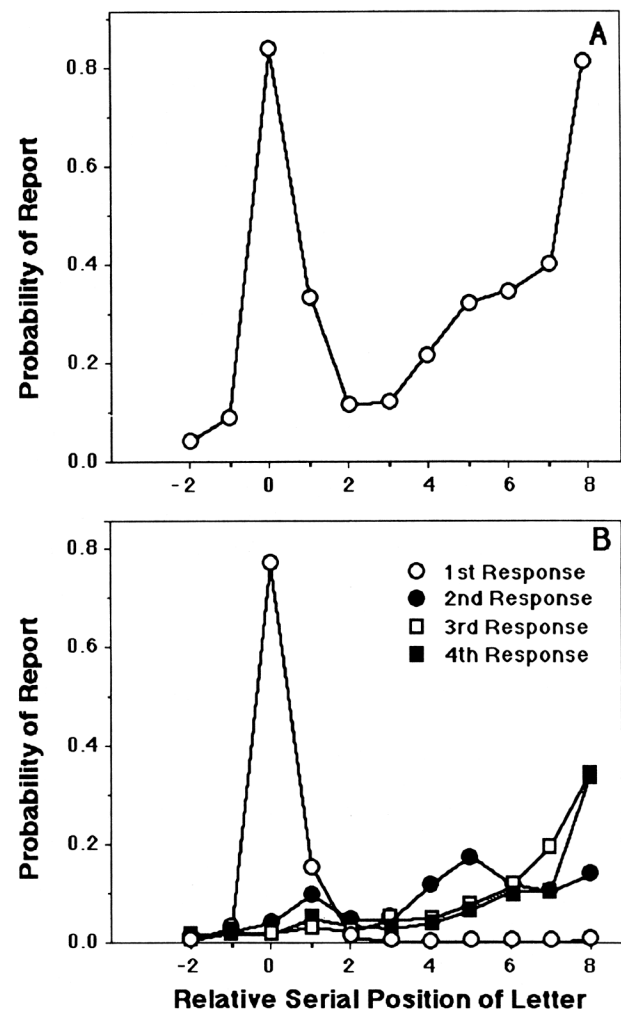 A
Probability of Report
0.8
0.6
0.4
0.2
0.0
-2 0 2 4 6 8
B
Probability of Report
0.8
0.6
0.4
0.2
0.0
1st Response
2nd Response
3rd Response
4th Response
-2 0 2 4 6 8
Relative Serial Position of Letter